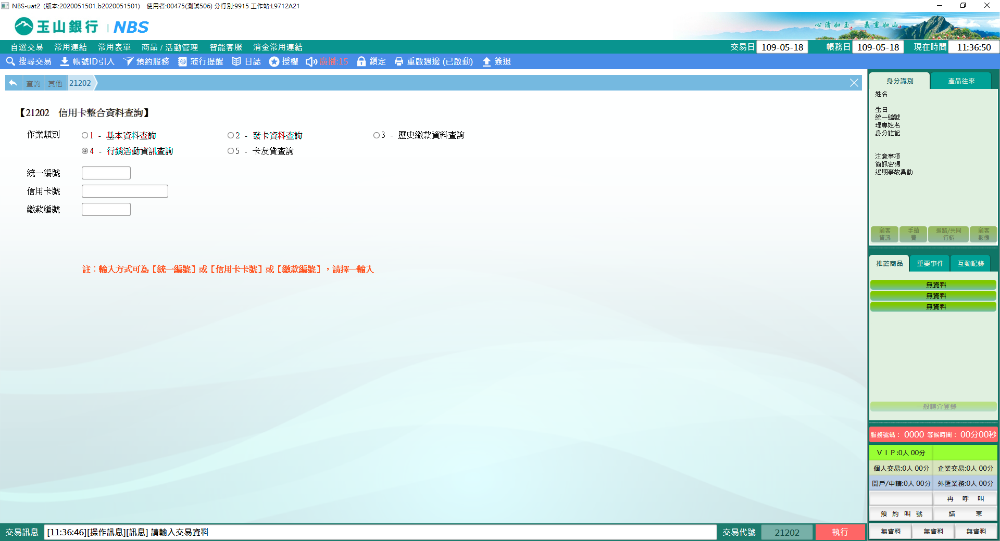 NBS-uat2 (版本:2020051501.b2020051501) 使用者:00475(測試506) 分行別:9915 工作站:L9712A21
玉山銀行 | NBS
心清如玉。義重如山。
自選交易 常用連結 常用表單 商品 / 活動管理 智能客服 消金常用連結 交易日 109-05-18 帳務日 109-05-18 現在時間 11:36:50
搜尋交易 帳號ID引入 預約服務 蒞行提醒 日誌 授權 廣播:15 鎖定 重啟週邊 (已啟動) 簽退
查詢 其他 21202
【21202 信用卡整合資料查詢】
作業類別 1 - 基本資料查詢 2 - 發卡資料查詢 3 - 歷史繳款資料查詢
4 - 行銷活動資訊查詢 5 - 卡友貸查詢
統一編號
信用卡號
繳款編號
註：輸入方式可為【統一編號】或【信用卡卡號】或【繳款編號】，請擇一輸入
身分識別 產品往來
姓名
生日
統一編號
理專姓名
身分註記
注意事項
簡訊密碼
近期事故異動
顧客資訊 手續費 通路/共同行銷 顧客影像
推薦商品 重要事件 互動記錄
無資料
無資料
無資料
一般轉介登錄
服務號碼： 0000 等候時間： 00分00秒
ＶＩＰ:0人 00分
個人交易:0人 00分 企業交易:0人 00分
開戶/申請:0人 00分 外匯業務:0人 00分
再 呼 叫
預 約 叫 號 結 束
無資料 無資料 無資料
交易訊息 [11:36:46][操作訊息][訊息] 請輸入交易資料 交易代號 21202 執行